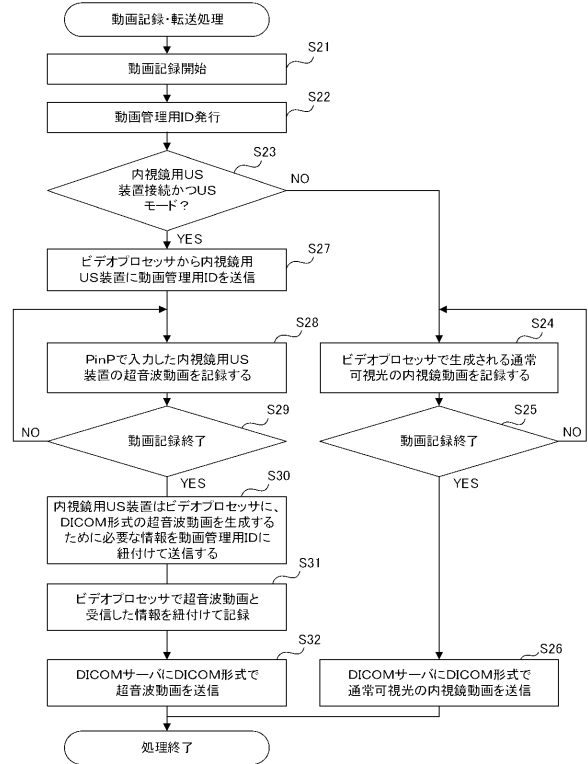 動画記録・転送処理
S21
動画記録開始
S22
動画管理用ID発行
S23
内視鏡用US
装置接続かつUS
モード?
NO
YES
S27
ビデオプロセッサから内視鏡用
US装置に動画管理用IDを送信
S28
PinPで入力した内視鏡用US
装置の超音波動画を記録する
S29
動画記録終了
NO
YES
S30
内視鏡用US装置はビデオプロセッサに、
DICOM形式の超音波動画を生成する
ために必要な情報を動画管理用IDに
紐付けて送信する
S31
ビデオプロセッサで超音波動画と
受信した情報を紐付けて記録
S32
DICOMサーバにDICOM形式で
超音波動画を送信
S24
ビデオプロセッサで生成される通常
可視光の内視鏡動画を記録する
S25
動画記録終了
NO
YES
S26
DICOMサーバにDICOM形式で
通常可視光の内視鏡動画を送信
処理終了